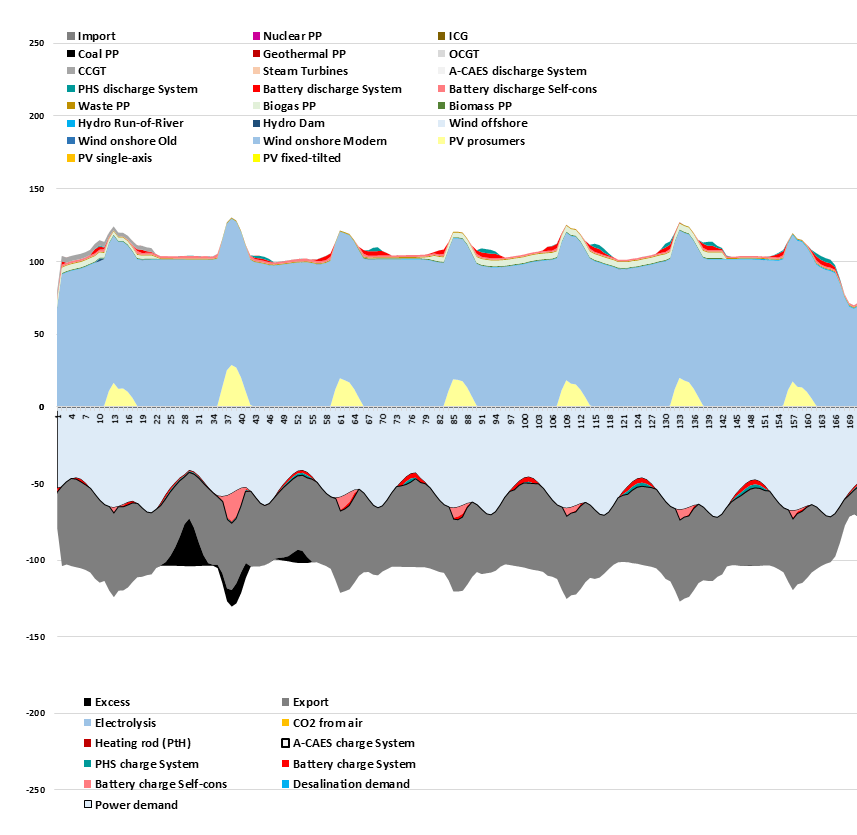 Import Nuclear PP ICG
250
Coal PP Geothermal PP OCGT
CCGT Steam Turbines A-CAES discharge System
PHS discharge System Battery discharge System Battery discharge Self-cons
Waste PP Biogas PP Biomass PP
200
Hydro Run-of-River Hydro Dam Wind offshore
Wind onshore Old Wind onshore Modern PV prosumers
PV single-axis PV fixed-tilted
150
100
50
0
1 4 7 10 13 16 19 22 25 28 31 34 37 40 43 46 49 52 55 58 61 64 67 70 73 76 79 82 85 88 91 94 97 100 103 106 109 112 115 118 121 124 127 130 133 136 139 142 145 148 151 154 157 160 163 166 169
-50
-100
-150
Excess Export
-200
Electrolysis CO2 from air
Heating rod (PtH) A-CAES charge System
PHS charge System Battery charge System
Battery charge Self-cons Desalination demand
-250
Power demand